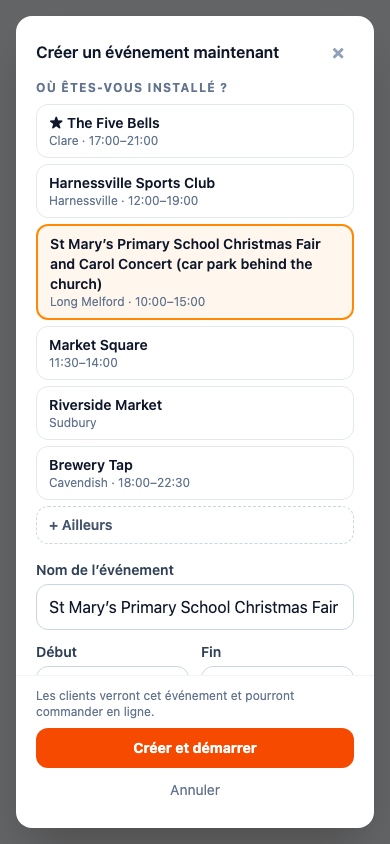 Créer un événement maintenant
OÙ ÊTES-VOUS INSTALLÉ ?
★ The Five Bells
Clare · 17:00–21:00
Harnessville Sports Club
Harnessville · 12:00–19:00
St Mary’s Primary School Christmas Fair
and Carol Concert (car park behind the
church)
Long Melford · 10:00–15:00
Market Square
11:30–14:00
Riverside Market
Sudbury
Brewery Tap
Cavendish · 18:00–22:30
+ Ailleurs
Nom de l’événement
St Mary’s Primary School Christmas Fair
Début
Fin
Les clients verront cet événement et pourront
commander en ligne.
Créer et démarrer
Annuler